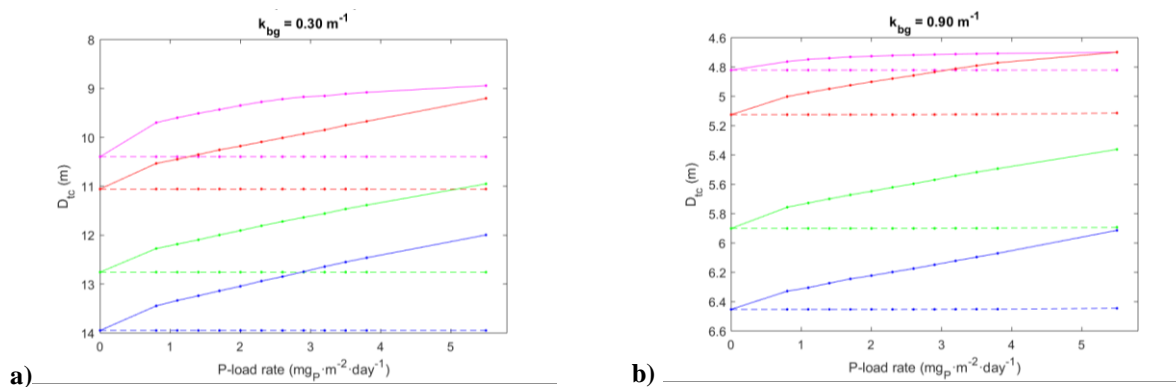 k_bg = 0.30 m^-1
8
9
10
11
12
13
14
D_tc (m)
0 1 2 3 4 5
P-load rate (mg_P·m^-2·day^-1)
a)
k_bg = 0.90 m^-1
4.6
4.8
5
5.2
5.4
5.6
5.8
6
6.2
6.4
6.6
D_tc (m)
0 1 2 3 4 5
P-load rate (mg_P·m^-2·day^-1)
b)